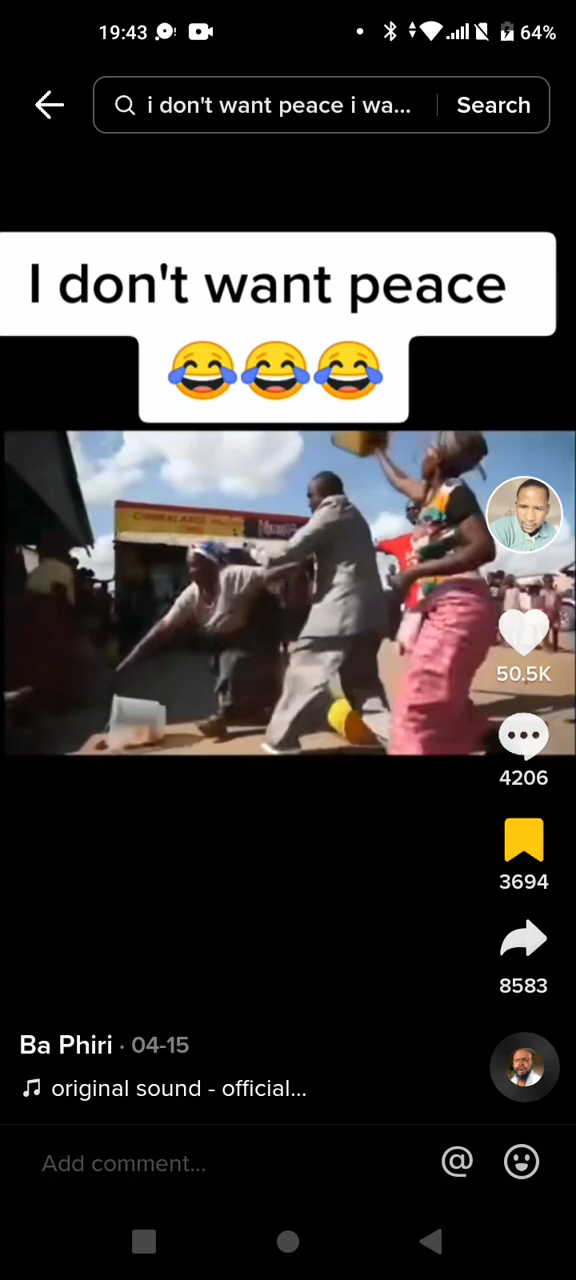 19:43
64%
i don't want peace i wa...
Search
I don't want peace
😂😂😂
50.5K
4206
3694
8583
Ba Phiri · 04-15
original sound - official...
Add comment...